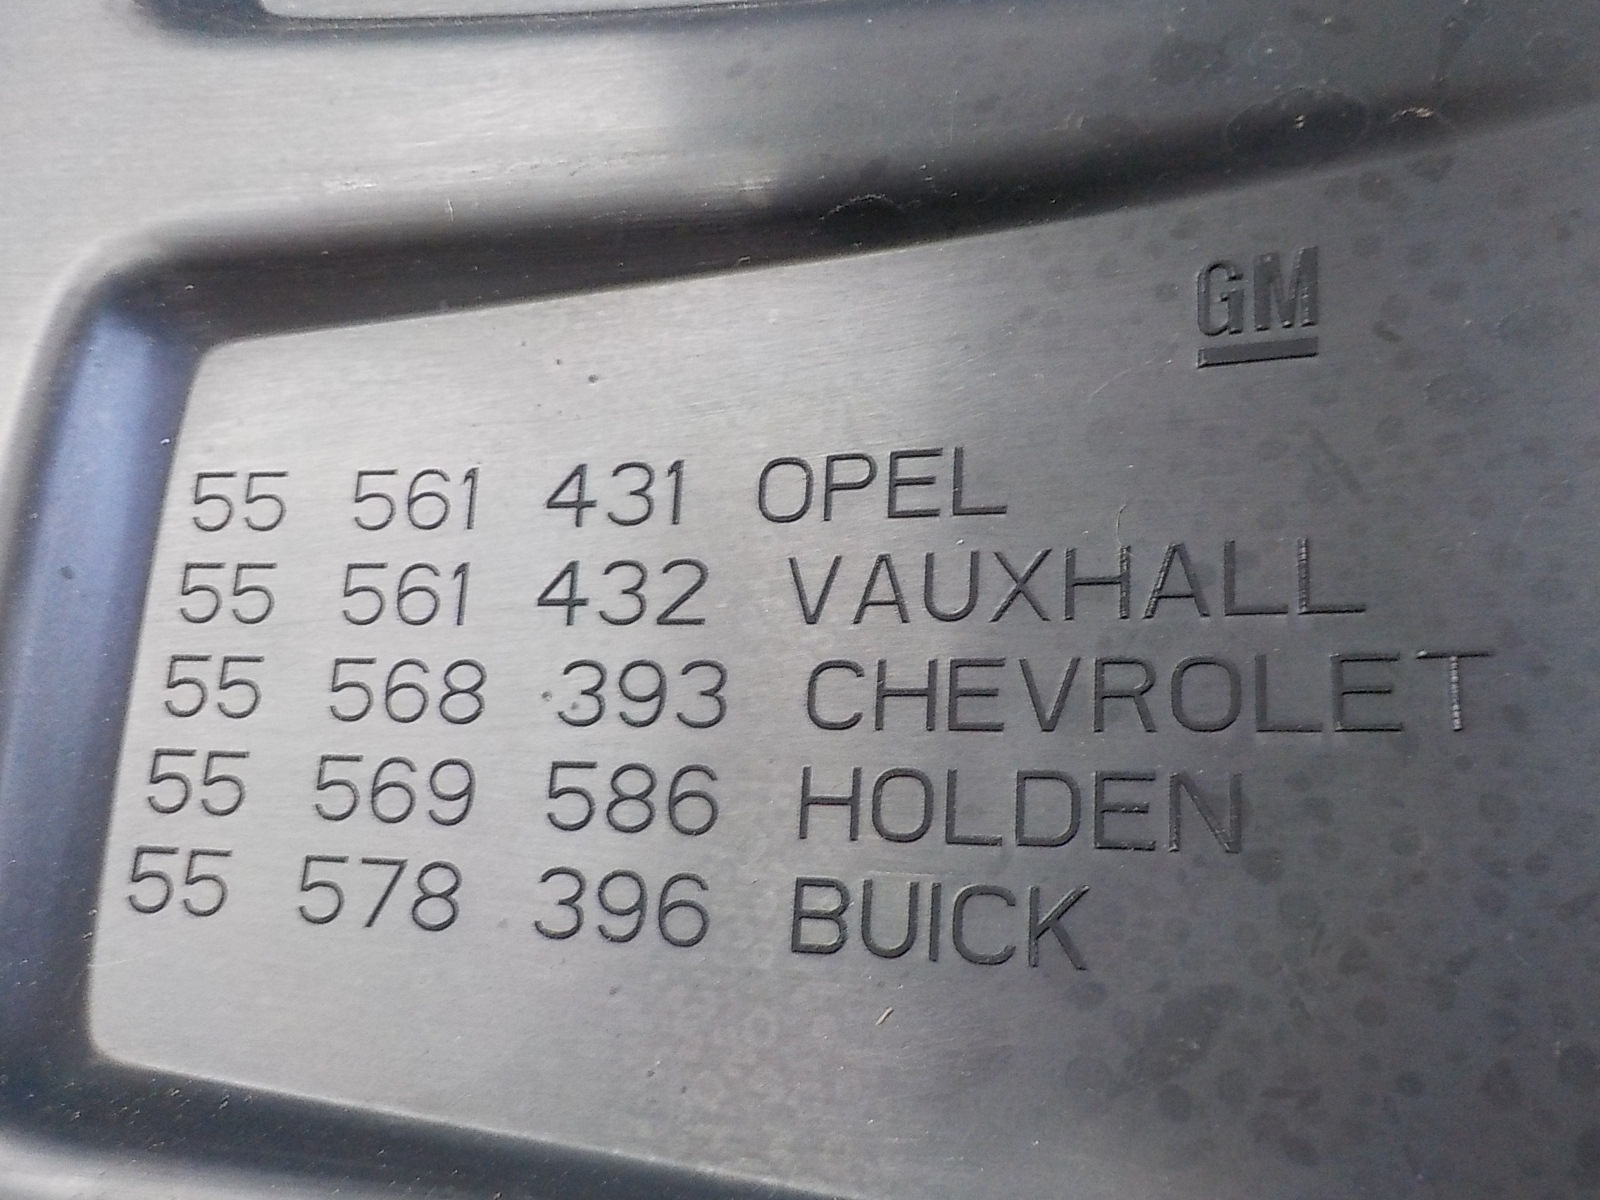 GM
55 561 431 OPEL
55 561 432 VAUXHALL
55 568 393 CHEVROLET
55 569 586 HOLDEN
55 578 396 BUICK